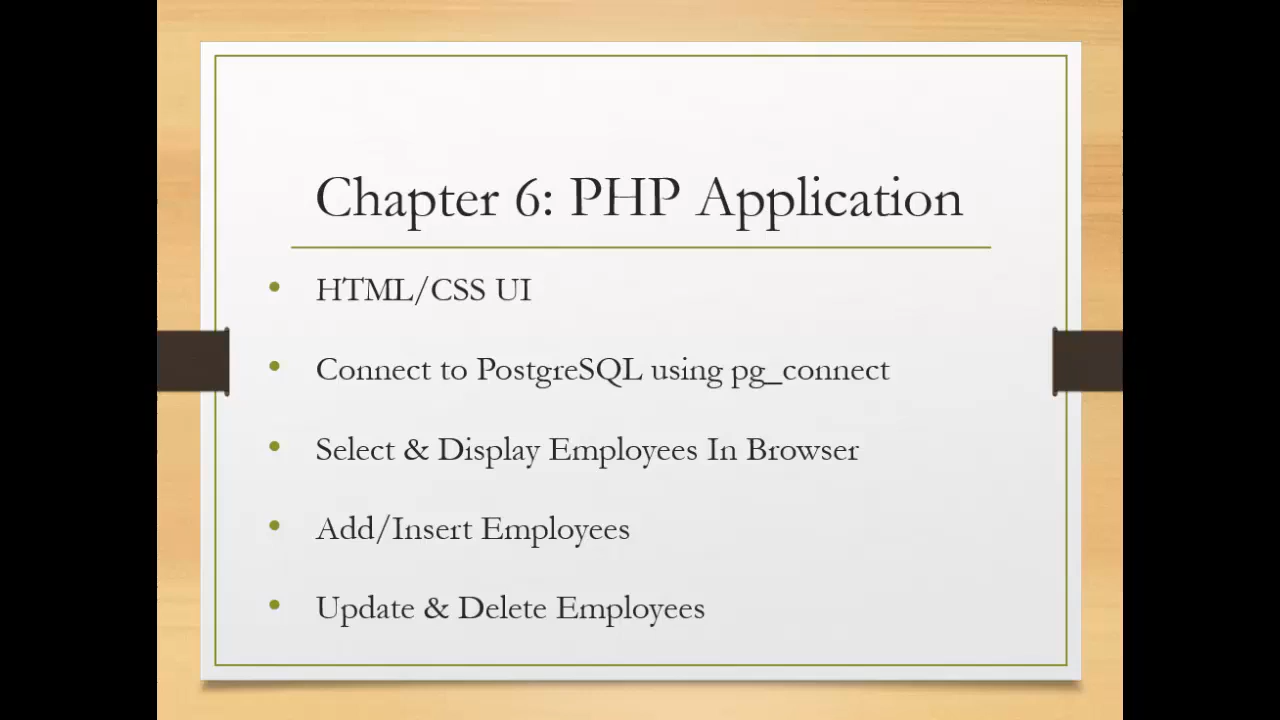 Chapter 6: PHP Application
• HTML/CSS UI
• Connect to PostgreSQL using pg_connect
• Select & Display Employees In Browser
• Add/Insert Employees
• Update & Delete Employees